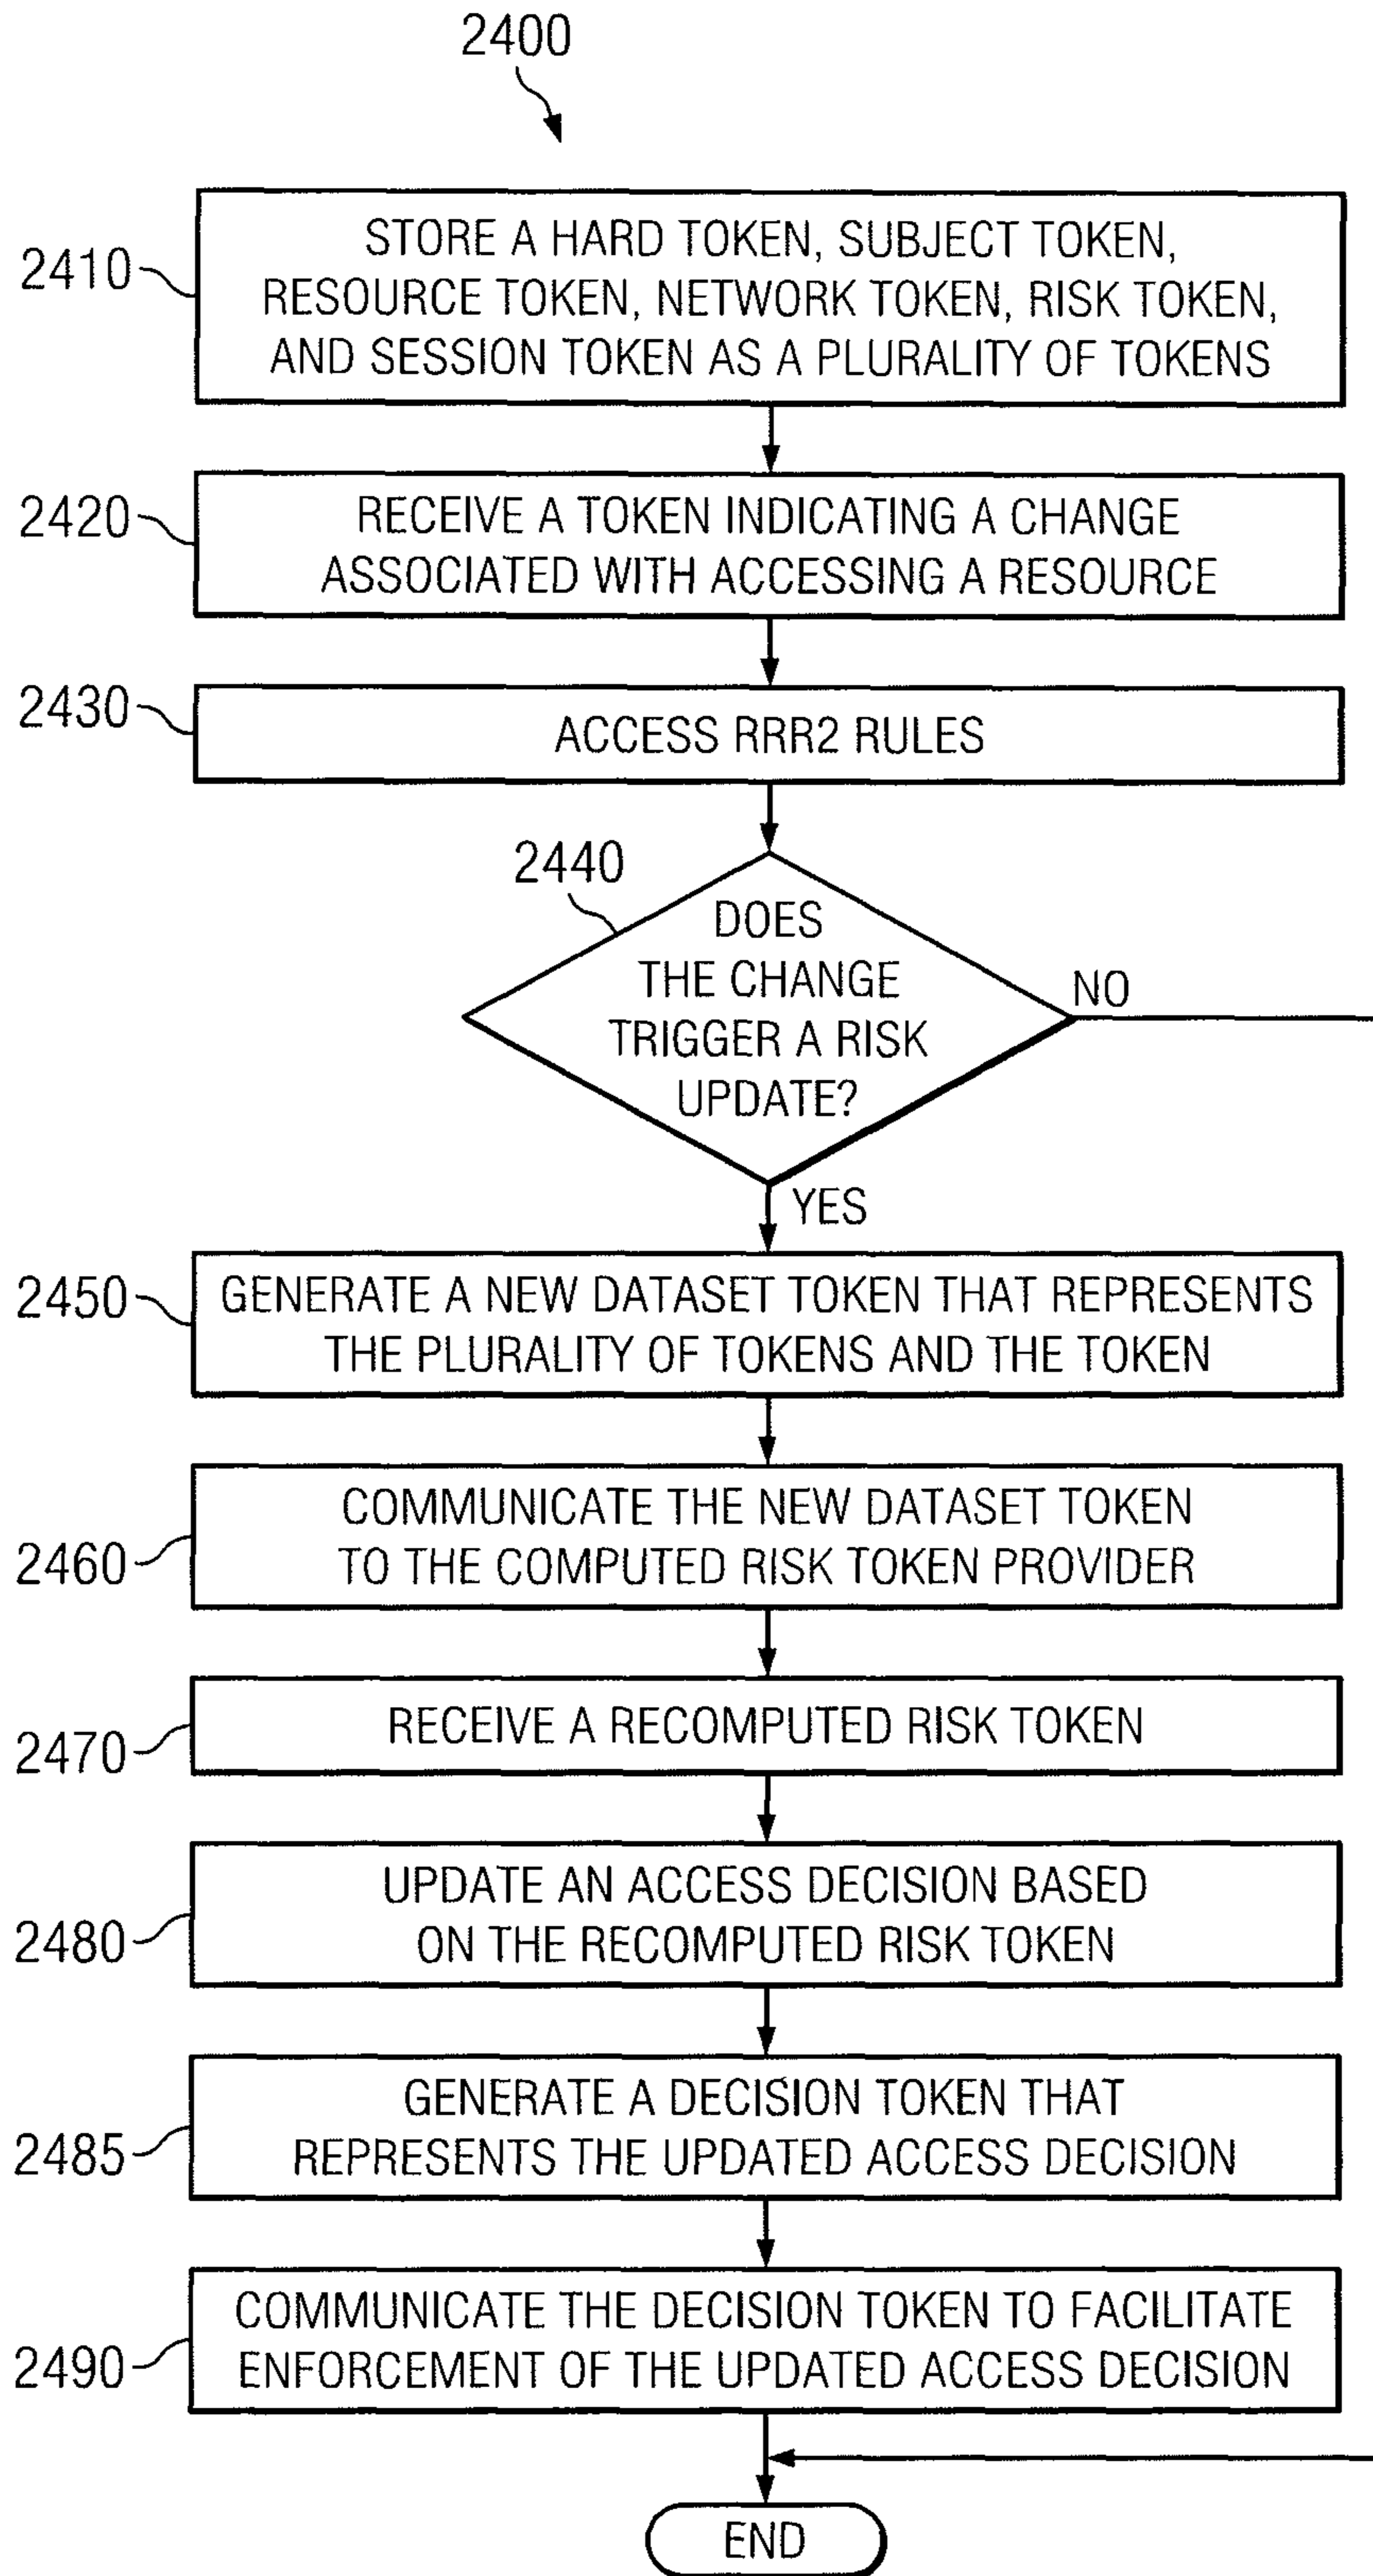 2400
2410
STORE A HARD TOKEN, SUBJECT TOKEN,
RESOURCE TOKEN, NETWORK TOKEN, RISK TOKEN,
AND SESSION TOKEN AS A PLURALITY OF TOKENS
2420
RECEIVE A TOKEN INDICATING A CHANGE
ASSOCIATED WITH ACCESSING A RESOURCE
2430
ACCESS RRR2 RULES
2440
DOES
THE CHANGE
TRIGGER A RISK
UPDATE?
NO
YES
2450
GENERATE A NEW DATASET TOKEN THAT REPRESENTS
THE PLURALITY OF TOKENS AND THE TOKEN
2460
COMMUNICATE THE NEW DATASET TOKEN
TO THE COMPUTED RISK TOKEN PROVIDER
2470
RECEIVE A RECOMPUTED RISK TOKEN
2480
UPDATE AN ACCESS DECISION BASED
ON THE RECOMPUTED RISK TOKEN
2485
GENERATE A DECISION TOKEN THAT
REPRESENTS THE UPDATED ACCESS DECISION
2490
COMMUNICATE THE DECISION TOKEN TO FACILITATE
ENFORCEMENT OF THE UPDATED ACCESS DECISION
END